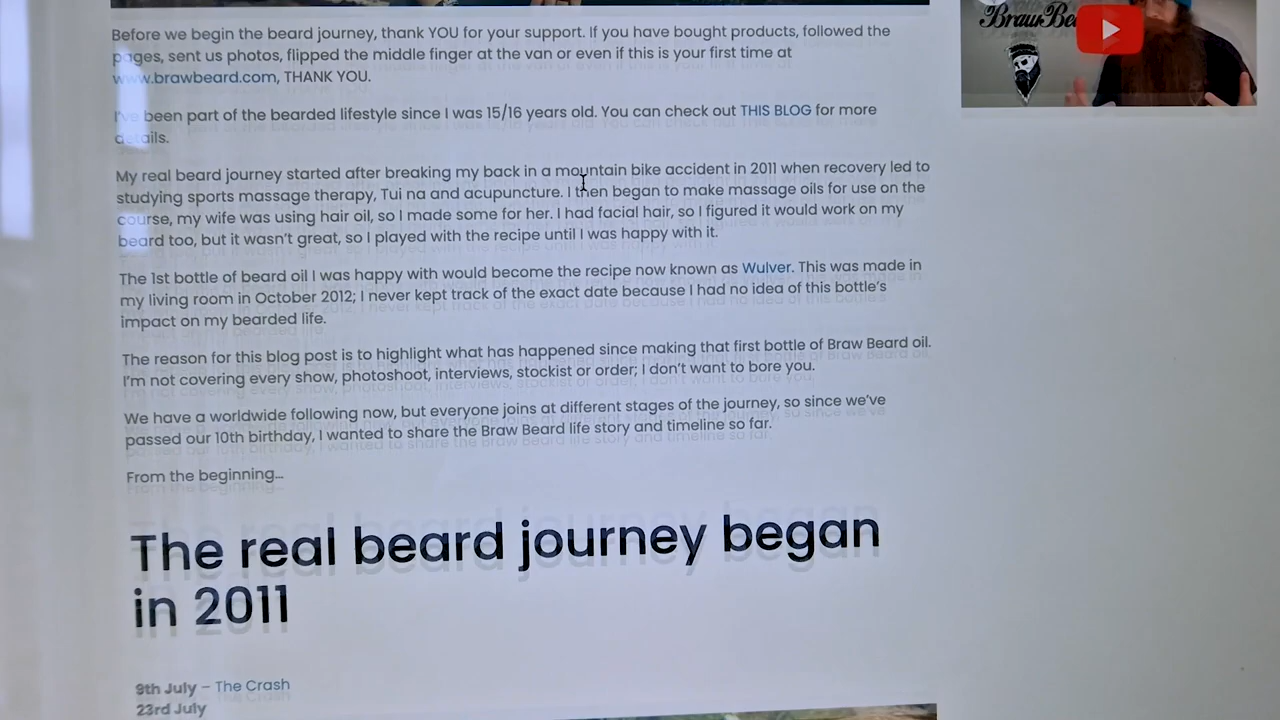 Before we begin the beard journey, thank YOU for your support. If you have bought products, followed the
pages, sent us photos, flipped the middle finger at the van or even if this is your first time at
www.brawbeard.com, THANK YOU.
I've been part of the bearded lifestyle since I was 15/16 years old. You can check out THIS BLOG for more
details.
My real beard journey started after breaking my back in a mountain bike accident in 2011 when recovery led to
studying sports massage therapy, Tui na and acupuncture. I then began to make massage oils for use on the
course, my wife was using hair oil, so I made some for her. I had facial hair, so I figured it would work on my
beard too, but it wasn't great, so I played with the recipe until I was happy with it.
The 1st bottle of beard oil I was happy with would become the recipe now known as Wulver. This was made in
my living room in October 2012; I never kept track of the exact date because I had no idea of this bottle's
impact on my bearded life.
The reason for this blog post is to highlight what has happened since making that first bottle of Braw Beard oil.
I'm not covering every show, photoshoot, interviews, stockist or order; I don't want to bore you.
We have a worldwide following now, but everyone joins at different stages of the journey, so since we've
passed our 10th birthday, I wanted to share the Braw Beard life story and timeline so far.
From the beginning…
The real beard journey began
in 2011
9th July – The Crash
23rd July